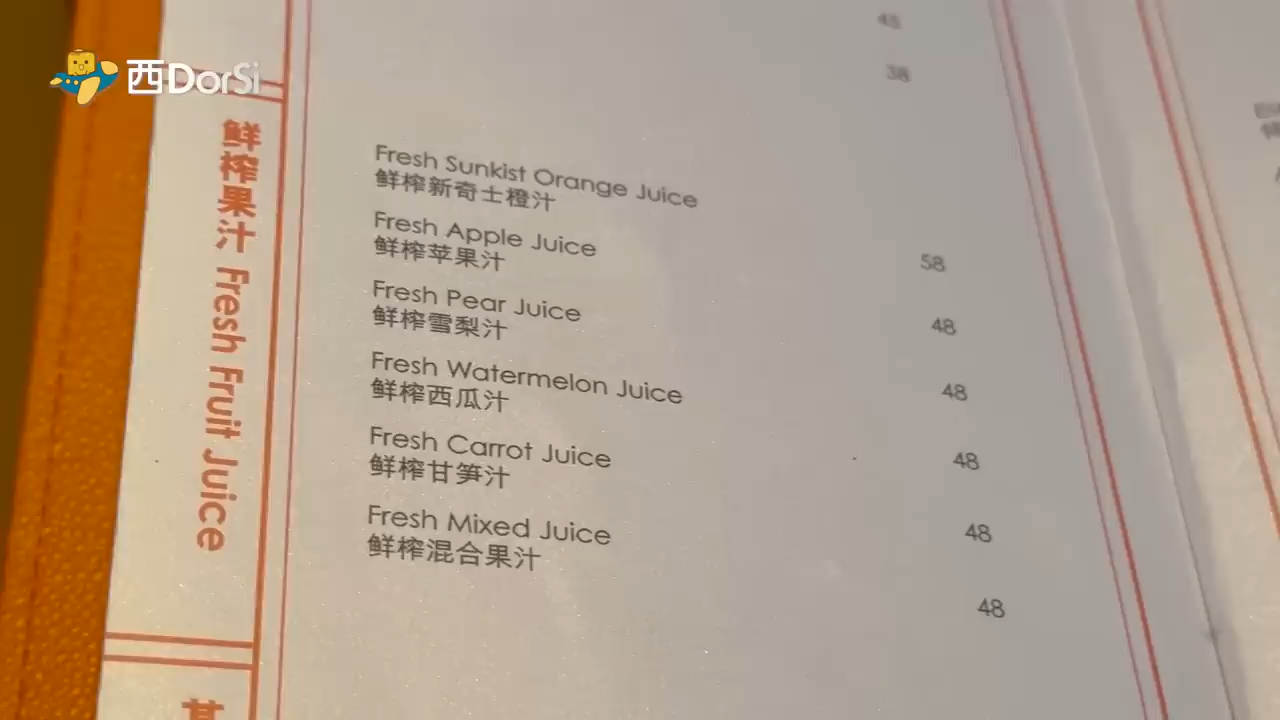 西DorSi
48
38
鲜榨果汁 Fresh Fruit Juice
Fresh Sunkist Orange Juice
鲜榨新奇士橙汁
58
Fresh Apple Juice
鲜榨苹果汁
48
Fresh Pear Juice
鲜榨雪梨汁
48
Fresh Watermelon Juice
鲜榨西瓜汁
48
Fresh Carrot Juice
鲜榨甘笋汁
48
Fresh Mixed Juice
鲜榨混合果汁
48